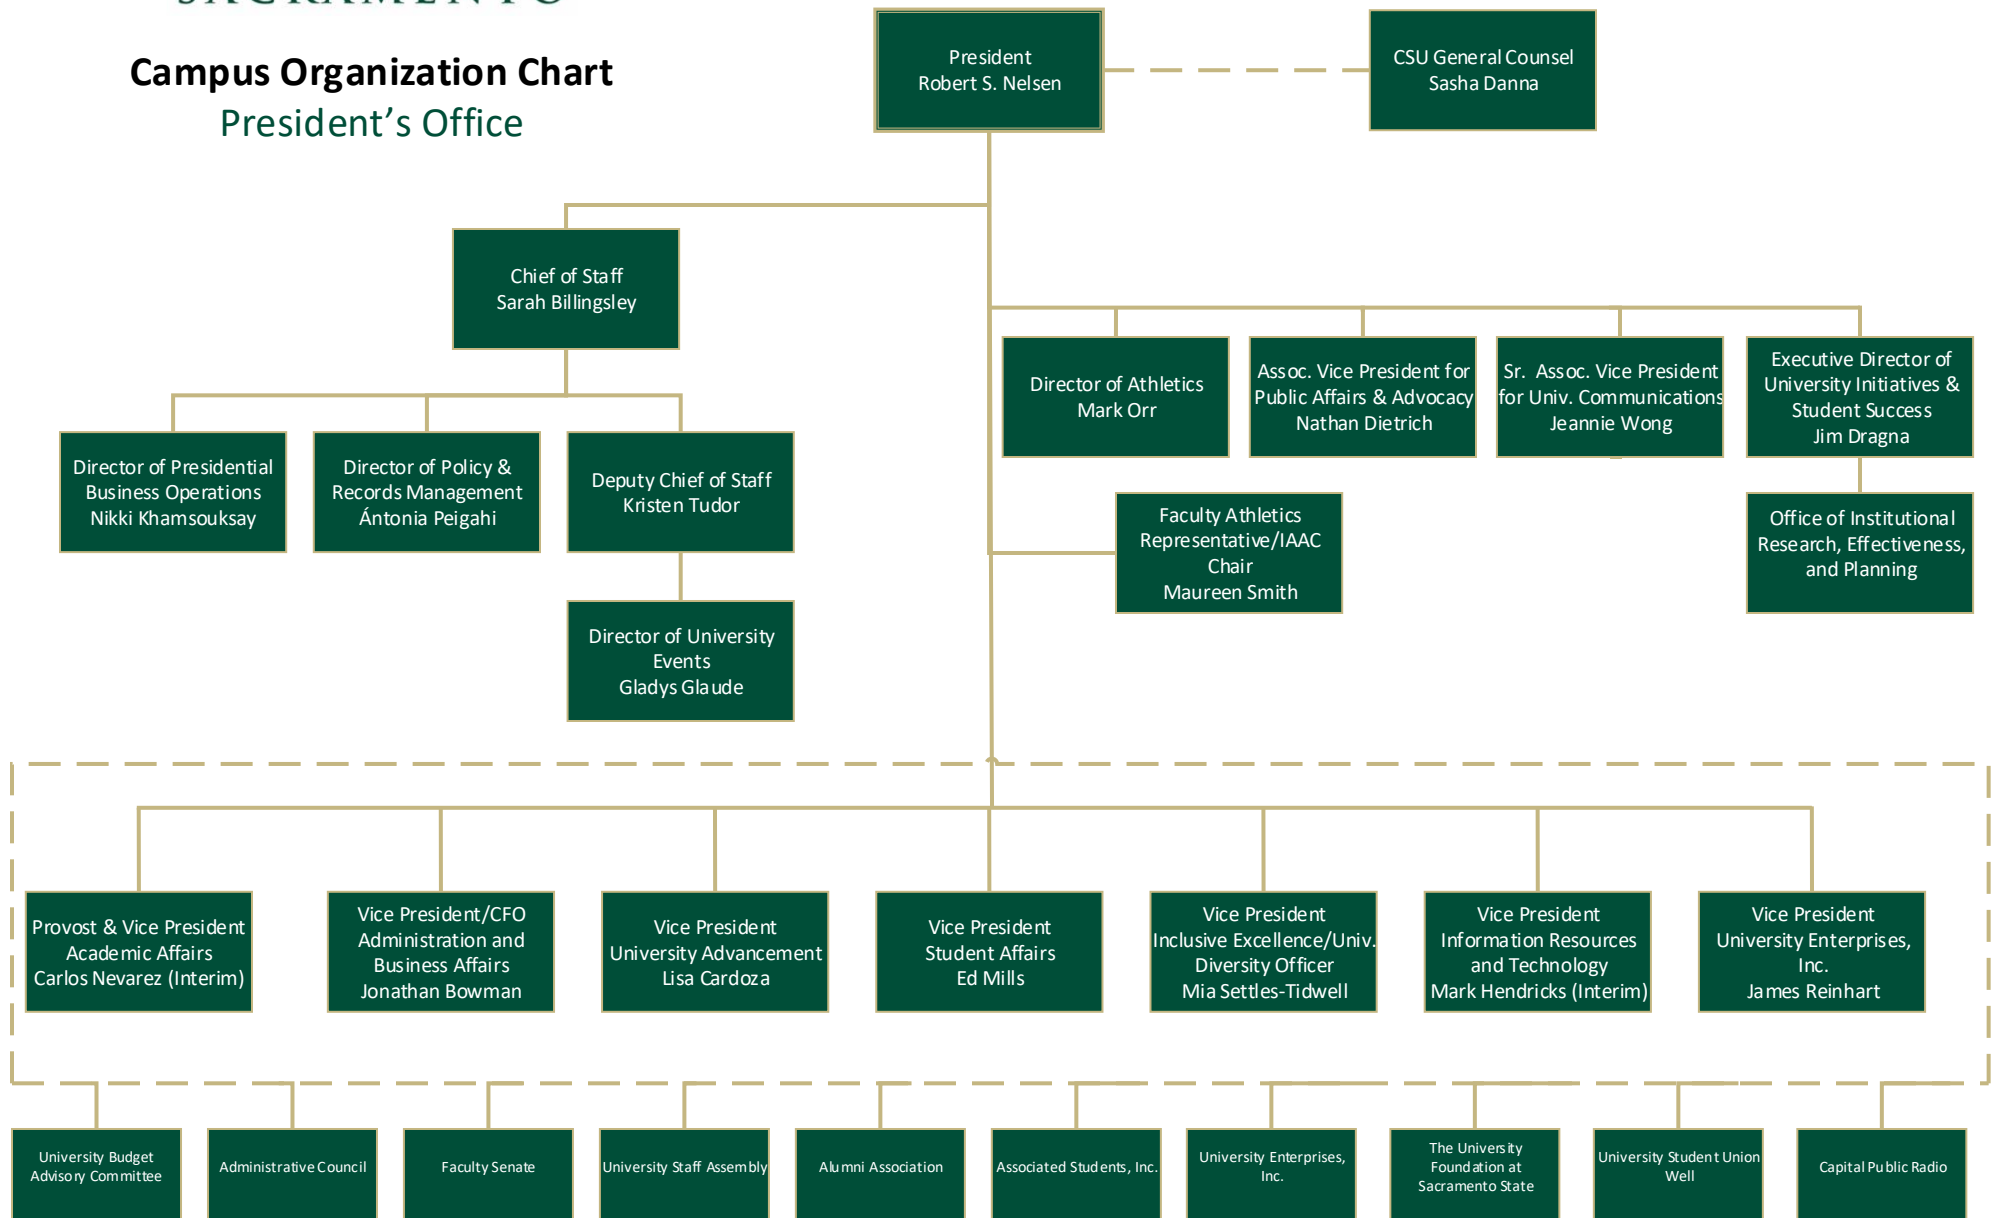 SACRAMENTO
Campus Organization Chart
President's Office
President
Robert S. Nelsen
CSU General Counsel
Sasha Danna
Chief of Staff
Sarah Billingsley
Director of Athletics
Mark Orr
Assoc. Vice President for
Public Affairs & Advocacy
Nathan Dietrich
Sr. Assoc. Vice President
for Univ. Communications
Jeannie Wong
Executive Director of
University Initiatives &
Student Success
Jim Dragna
Director of Presidential
Business Operations
Nikki Khamsouksay
Director of Policy &
Records Management
Ántonia Peigahi
Deputy Chief of Staff
Kristen Tudor
Faculty Athletics
Representative/IAAC
Chair
Maureen Smith
Office of Institutional
Research, Effectiveness,
and Planning
Director of University
Events
Gladys Glaude
Provost & Vice President
Academic Affairs
Carlos Nevarez (Interim)
Vice President/CFO
Administration and
Business Affairs
Jonathan Bowman
Vice President
University Advancement
Lisa Cardoza
Vice President
Student Affairs
Ed Mills
Vice President
Inclusive Excellence/Univ.
Diversity Officer
Mia Settles-Tidwell
Vice President
Information Resources
and Technology
Mark Hendricks (Interim)
Vice President
University Enterprises,
Inc.
James Reinhart
University Budget
Advisory Committee
Administrative Council
Faculty Senate
University Staff Assembly
Alumni Association
Associated Students, Inc.
University Enterprises,
Inc.
The University
Foundation at
Sacramento State
University Student Union
Well
Capital Public Radio